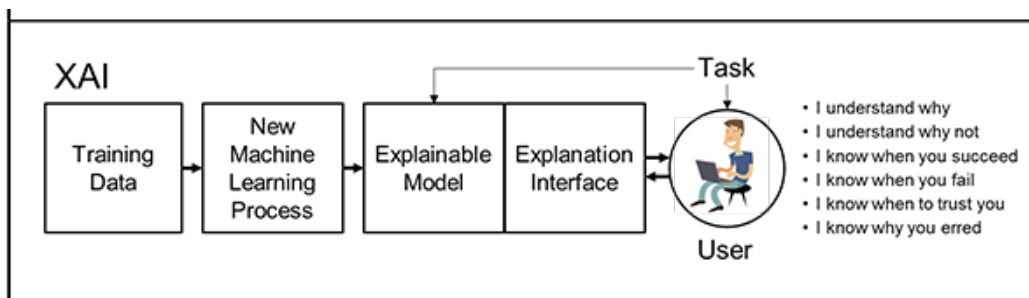 XAI
Task
Training
Data
New
Machine
Learning
Process
Explainable
Model
Explanation
Interface
User
• I understand why
• I understand why not
• I know when you succeed
• I know when you fail
• I know when to trust you
• I know why you erred